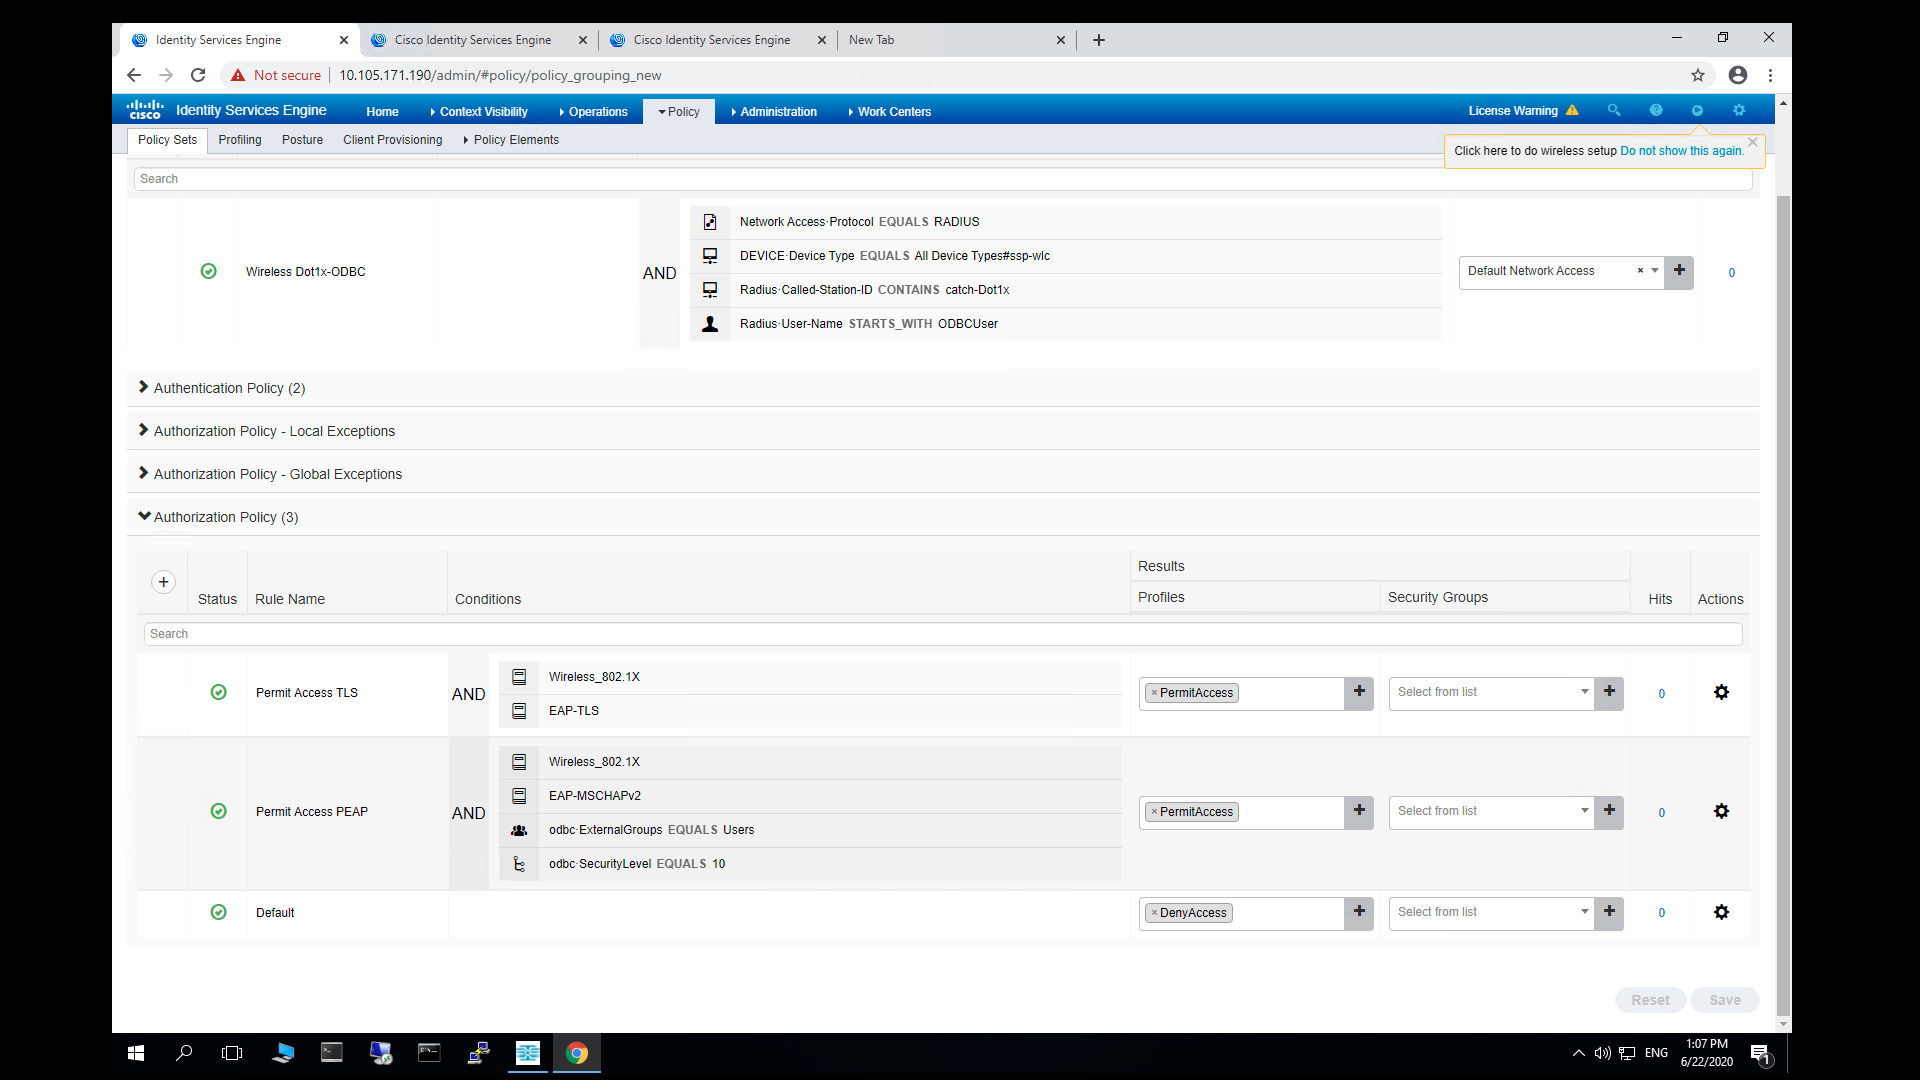 Identity Services Engine
Cisco Identity Services Engine
Cisco Identity Services Engine
New Tab
Not secure
10.105.171.190/admin/#policy/policy_grouping_new
cisco
Identity Services Engine
Home
Context Visibility
Operations
Policy
Administration
Work Centers
License Warning
Policy Sets
Profiling
Posture
Client Provisioning
Policy Elements
Click here to do wireless setup Do not show this again.
Search
Wireless Dot1x-ODBC
AND
Network Access·Protocol EQUALS RADIUS
DEVICE·Device Type EQUALS All Device Types#ssp-wlc
Radius·Called-Station-ID CONTAINS catch-Dot1x
Radius·User-Name STARTS_WITH ODBCUser
Default Network Access
0
Authentication Policy (2)
Authorization Policy - Local Exceptions
Authorization Policy - Global Exceptions
Authorization Policy (3)
Status
Rule Name
Conditions
Results
Profiles
Security Groups
Hits
Actions
Search
Permit Access TLS
AND
Wireless_802.1X
EAP-TLS
PermitAccess
Select from list
0
Permit Access PEAP
AND
Wireless_802.1X
EAP-MSCHAPv2
odbc·ExternalGroups EQUALS Users
odbc·SecurityLevel EQUALS 10
PermitAccess
Select from list
0
Default
DenyAccess
Select from list
0
Reset
Save
ENG
1:07 PM
6/22/2020
1